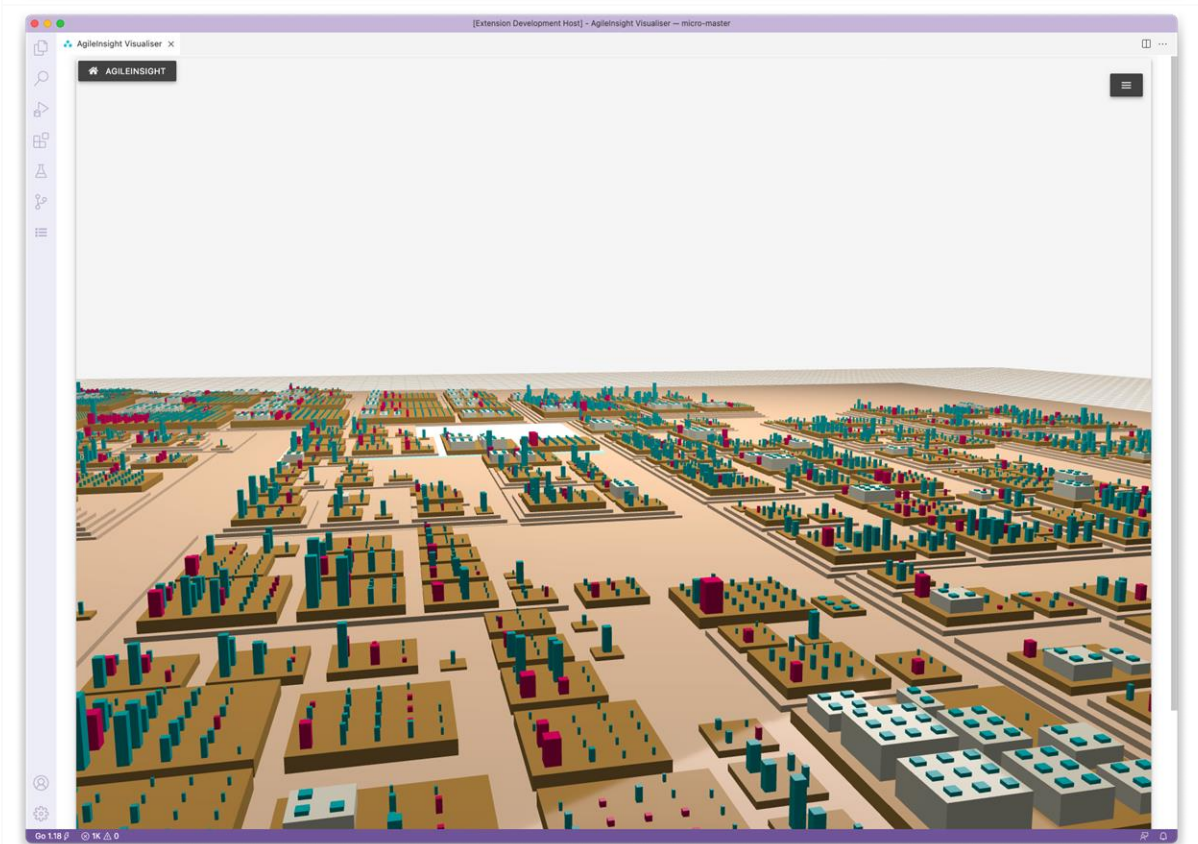 [Extension Development Host] - AgileInsight Visualiser — micro-master
AgileInsight Visualiser
AGILEINSIGHT
Go 1.18 1K 0